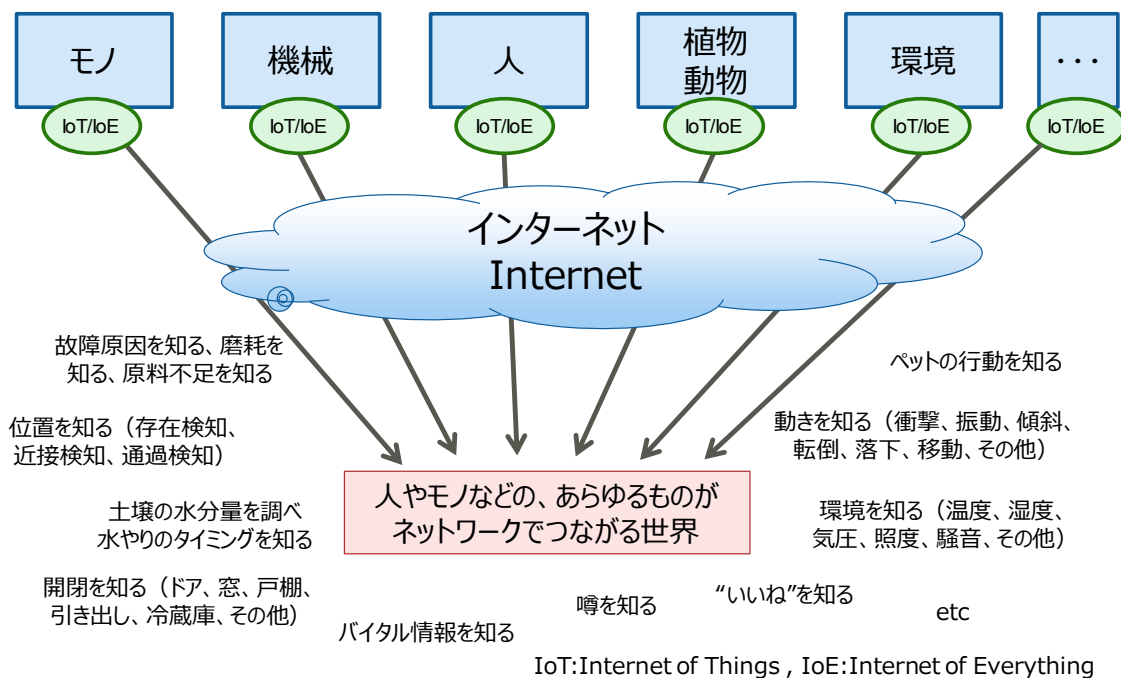 モノ
機械
人
植物
動物
環境
・・・
IoT/IoE
IoT/IoE
IoT/IoE
IoT/IoE
IoT/IoE
IoT/IoE
インターネット
Internet
故障原因を知る、磨耗を
知る、原料不足を知る
ペットの行動を知る
位置を知る（存在検知、
近接検知、通過検知）
動きを知る（衝撃、振動、傾斜、
転倒、落下、移動、その他）
人やモノなどの、あらゆるものが
ネットワークでつながる世界
土壌の水分量を調べ
水やりのタイミングを知る
環境を知る（温度、湿度、
気圧、照度、騒音、その他）
開閉を知る（ドア、窓、戸棚、
引き出し、冷蔵庫、その他）
バイタル情報を知る
噂を知る
“いいね”を知る
etc
IoT:Internet of Things , IoE:Internet of Everything